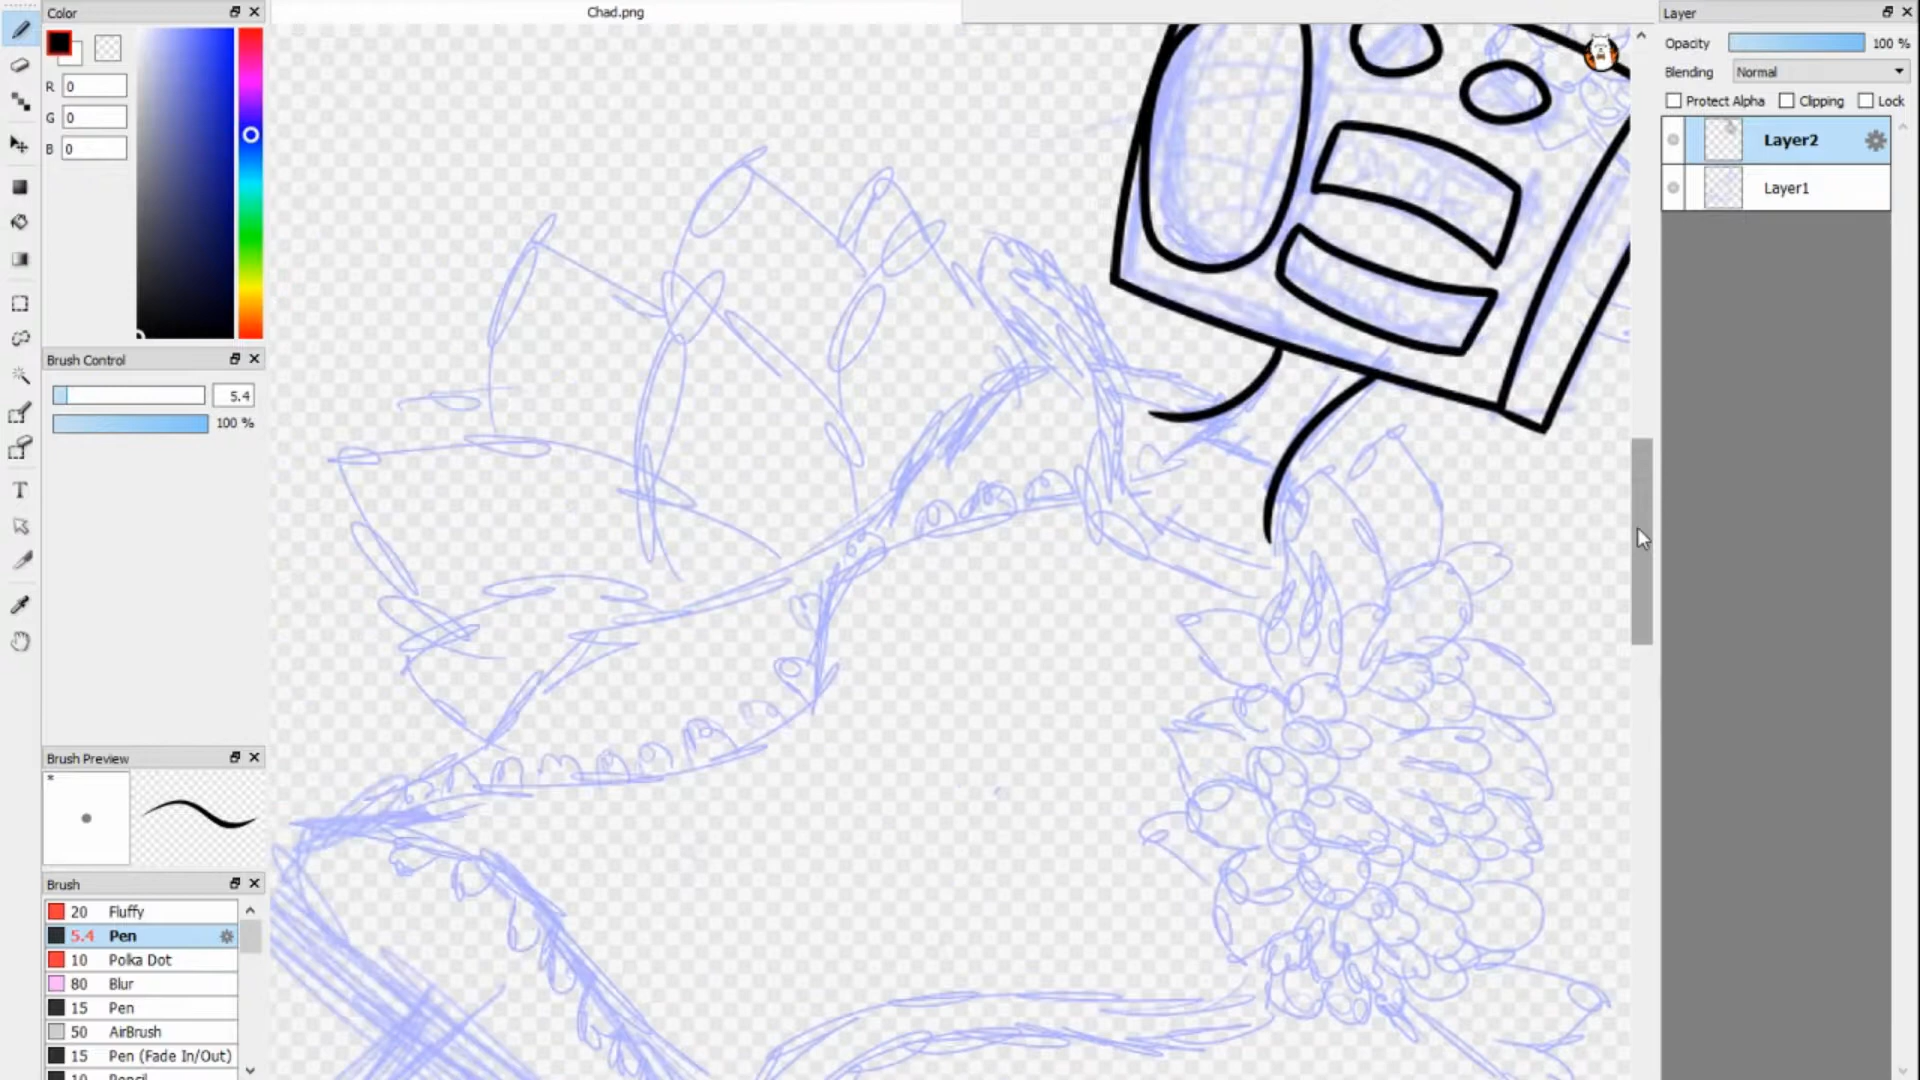 Color
Chad.png
Layer
R 0
G 0
B 0
Opacity 100 %
Blending Normal
Protect Alpha Clipping Lock
Layer2
Layer1
Brush Control
5.4
100 %
Brush Preview
*
Brush
20 Fluffy
5.4 Pen
10 Polka Dot
80 Blur
15 Pen
50 AirBrush
15 Pen (Fade In/Out)
10 Pencil
T